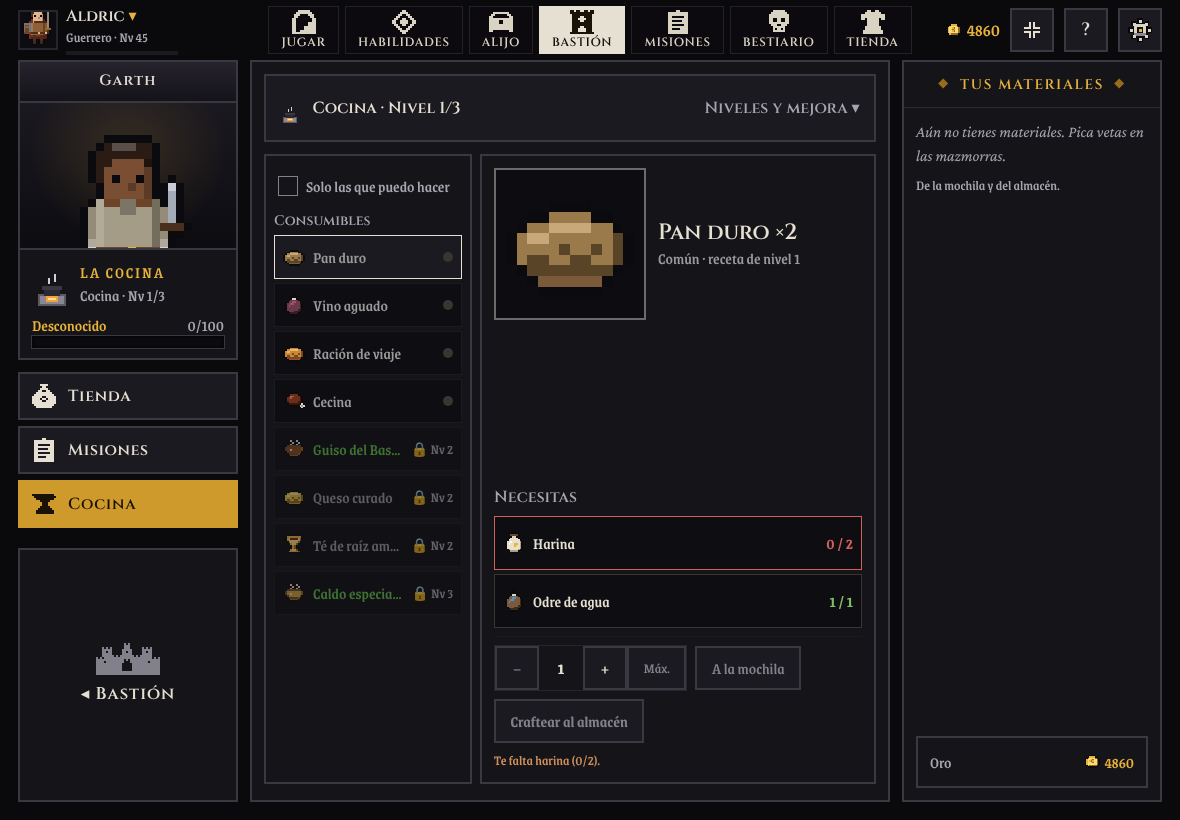 ALDRIC ▼
Guerrero · Nv 45
JUGAR
HABILIDADES
ALIJO
BASTIÓN
MISIONES
BESTIARIO
TIENDA
4860
?
GARTH
LA COCINA
Cocina · Nv 1/3
Desconocido 0/100
TIENDA
MISIONES
COCINA
◂ BASTIÓN
COCINA · NIVEL 1/3
NIVELES Y MEJORA ▾
Solo las que puedo hacer
CONSUMIBLES
Pan duro
Vino aguado
Ración de viaje
Cecina
Guiso del Bas… 🔒 Nv 2
Queso curado 🔒 Nv 2
Té de raíz am… 🔒 Nv 2
Caldo especia… 🔒 Nv 3
PAN DURO ×2
Común · receta de nivel 1
NECESITAS
Harina 0 / 2
Odre de agua 1 / 1
− 1 + Máx. A la mochila
Craftear al almacén
Te falta harina (0/2).
◆ TUS MATERIALES ◆
Aún no tienes materiales. Pica vetas en
las mazmorras.
De la mochila y del almacén.
Oro 4860